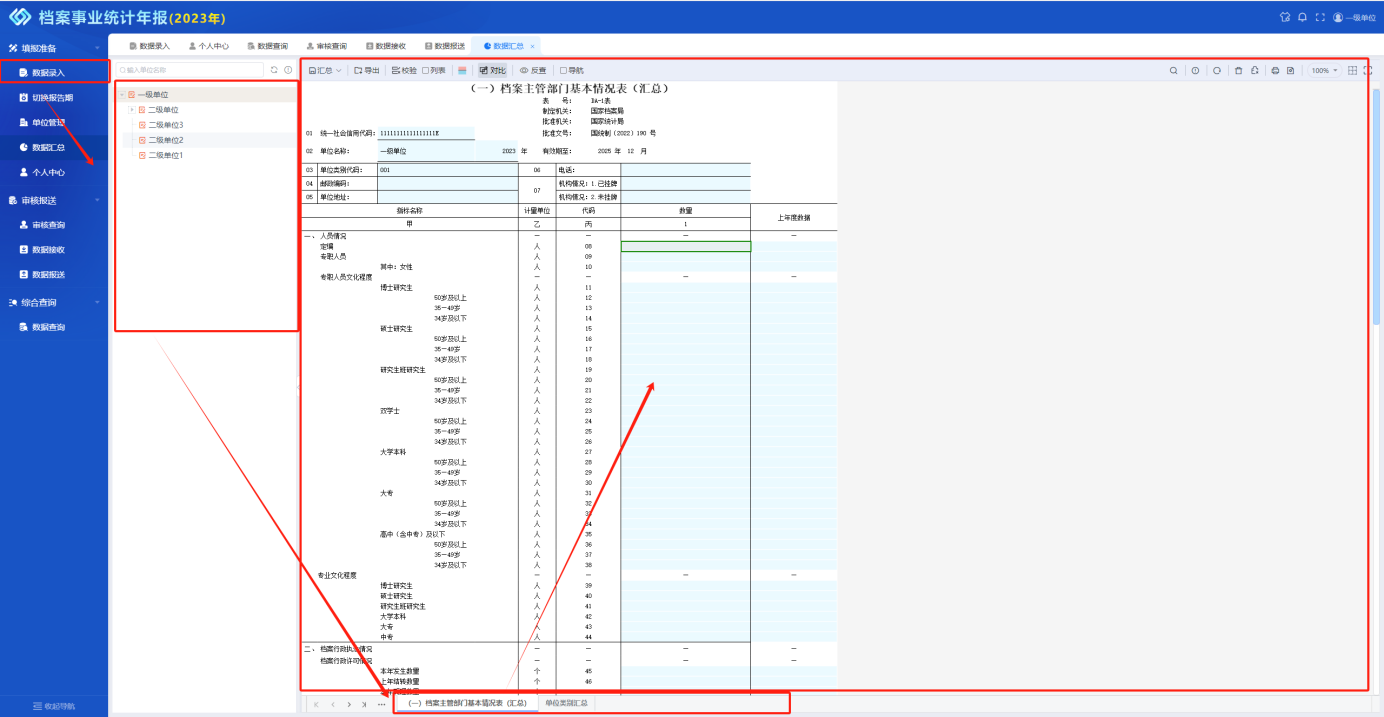 档案事业统计年报(2023年)
一级单位
填报准备
数据录入
切换报告期
单位管理
数据汇总
个人中心
审核报送
审核查询
数据接收
数据报送
综合查询
数据查询
收起导航
数据录入 个人中心 数据查询 审核查询 数据接收 数据报送 数据汇总 ×
输入单位名称
一级单位
二级单位
二级单位3
二级单位2
二级单位1
汇总 导出 校验 列表 对比 反查 导航 100%
（一）档案主管部门基本情况表（汇总）
表 号: DA-1表
制定机关: 国家档案局
批准机关: 国家统计局
01 统一社会信用代码: 批准文号: 国统制（2022）190 号
02 单位名称: 一级单位 2023 年 有效期至: 2025 年 12 月
03 单位类别代码: 001 06 电话:
04 邮政编码: 07 机构情况: 1.已挂牌
05 单位地址: 机构情况: 2.未挂牌
指标名称 计量单位 代码 数量 上年度数据
甲 乙 丙 1
一、人员情况 — — — —
定编 人 08
专职人员 人 09
其中: 女性 人 10
专职人员文化程度 — — — —
博士研究生 人 11
50岁及以上 人 12
35—49岁 人 13
34岁及以下 人 14
硕士研究生 人 15
50岁及以上 人 16
35—49岁 人 17
34岁及以下 人 18
研究生班研究生 人 19
50岁及以上 人 20
35—49岁 人 21
34岁及以下 人 22
双学士 人 23
50岁及以上 人 24
35—49岁 人 25
34岁及以下 人 26
大学本科 人 27
50岁及以上 人 28
35—49岁 人 29
34岁及以下 人 30
大专 人 31
50岁及以上 人 32
35—49岁 人 33
34岁及以下 人 34
高中（含中专）及以下 人 35
50岁及以上 人 36
35—49岁 人 37
34岁及以下 人 38
专业文化程度 — — — —
博士研究生 人 39
硕士研究生 人 40
研究生班研究生 人 41
大学本科 人 42
大专 人 43
中专 人 44
二、档案行政执法情况 — — — —
档案行政许可情况 — — — —
本年发生数量 个 45
上年结转数量 个 46
（一）档案主管部门基本情况表（汇总） 单位类别汇总